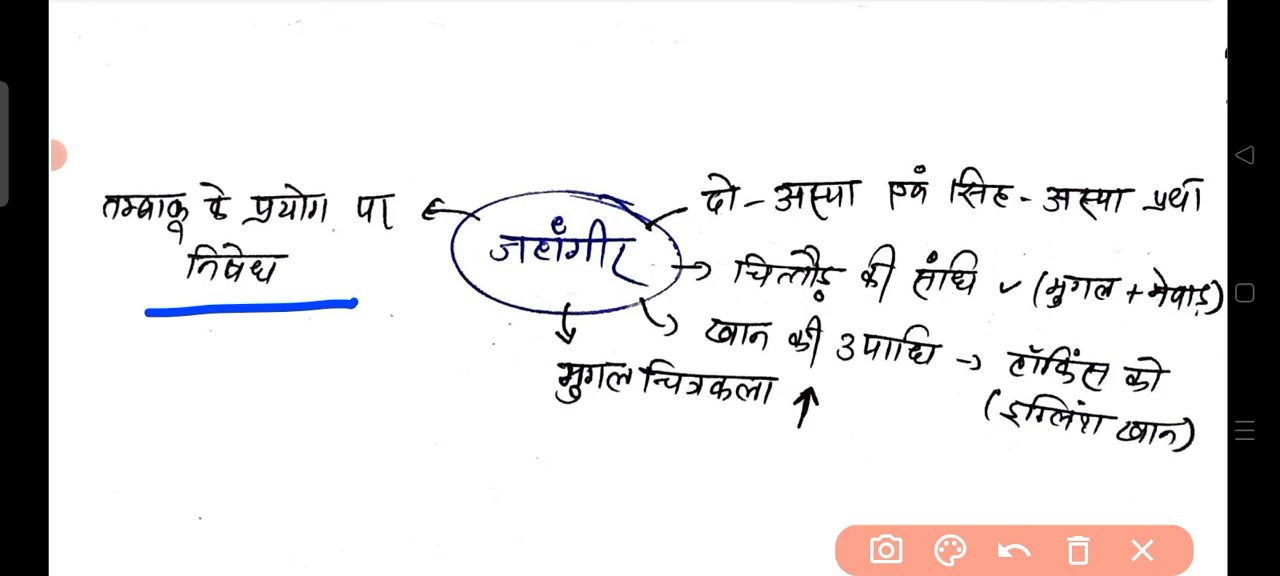 तम्बाकू के प्रयोग पर
निषेध
जहांगीर
दो-अस्पा एवं सिंह-अस्पा प्रथा
चित्तौड़ की संधि ✓ (मुगल + मेवाड़)
खान की उपाधि → हॉकिंस को
(इंग्लिश खान)
मुगल चित्रकला ↑